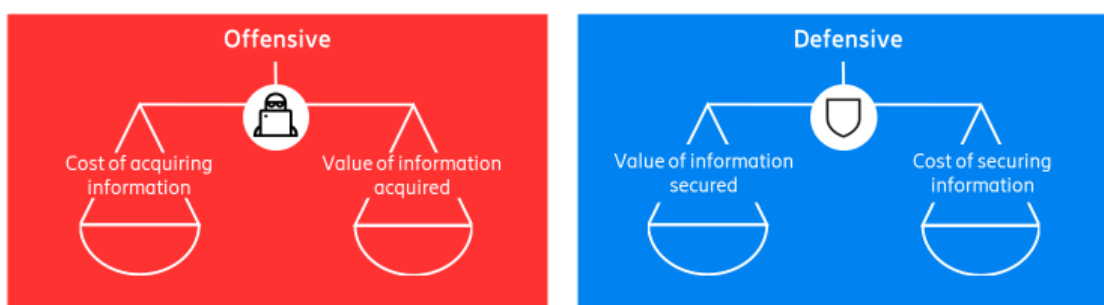 Offensive
Cost of acquiring
information
Value of information
acquired
Defensive
Value of information
secured
Cost of securing
information